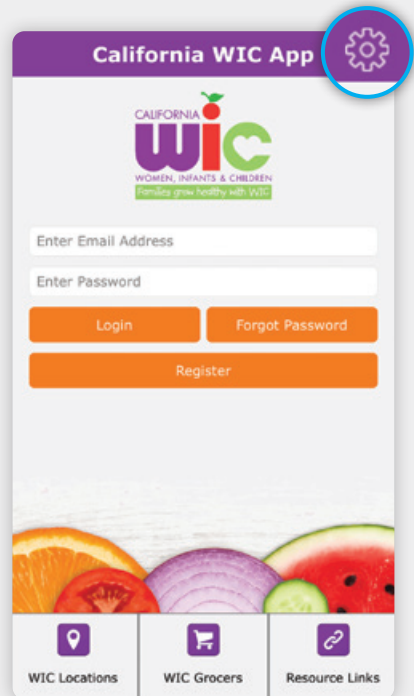 California WIC App
CALIFORNIA
wic
WOMEN, INFANTS & CHILDREN
Families grow healthy with WIC
Enter Email Address
Enter Password
Login
Forgot Password
Register
WIC Locations
WIC Grocers
Resource Links